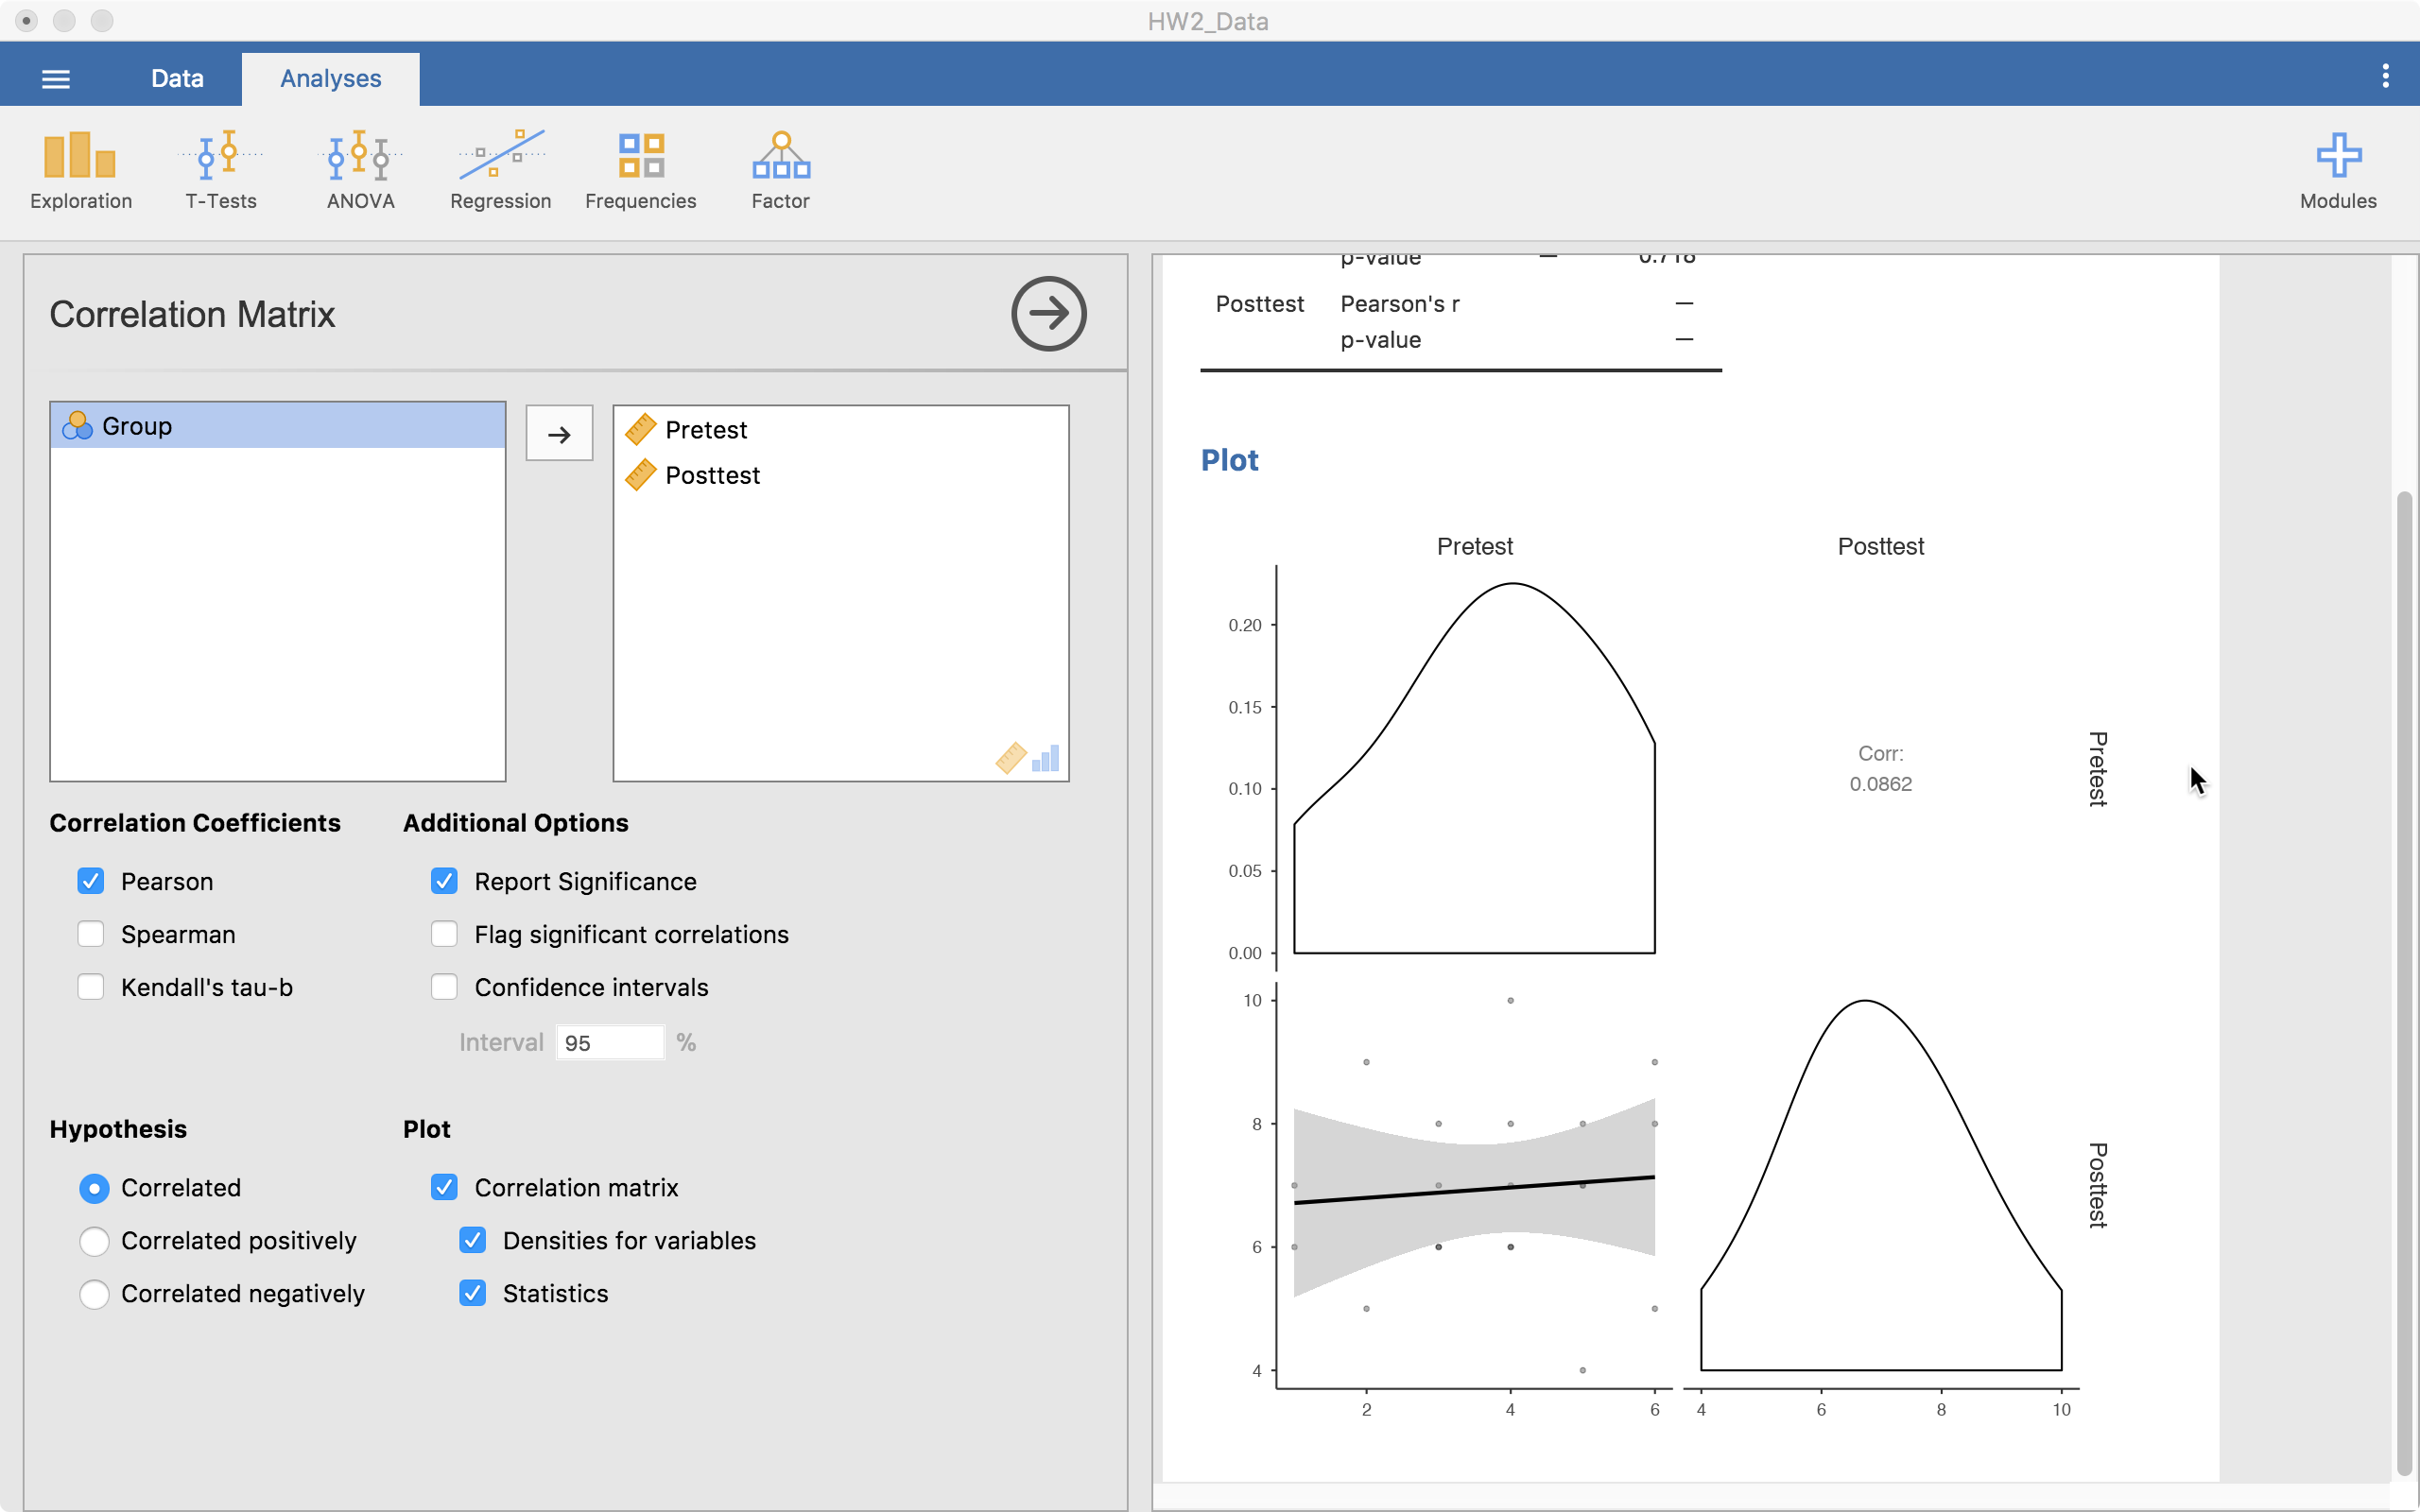 HW2_Data
Data Analyses
Exploration T-Tests ANOVA Regression Frequencies Factor Modules
Correlation Matrix
Group
Pretest
Posttest
Correlation Coefficients
Pearson
Spearman
Kendall's tau-b
Additional Options
Report Significance
Flag significant correlations
Confidence intervals
Interval 95 %
Hypothesis
Correlated
Correlated positively
Correlated negatively
Plot
Correlation matrix
Densities for variables
Statistics
p-value — 0.718
Posttest Pearson's r —
p-value —
Plot
Pretest Posttest
0.20
0.15
0.10
0.05
0.00
Corr:
0.0862
Pretest
10
8
6
4
Posttest
2 4 6 4 6 8 10